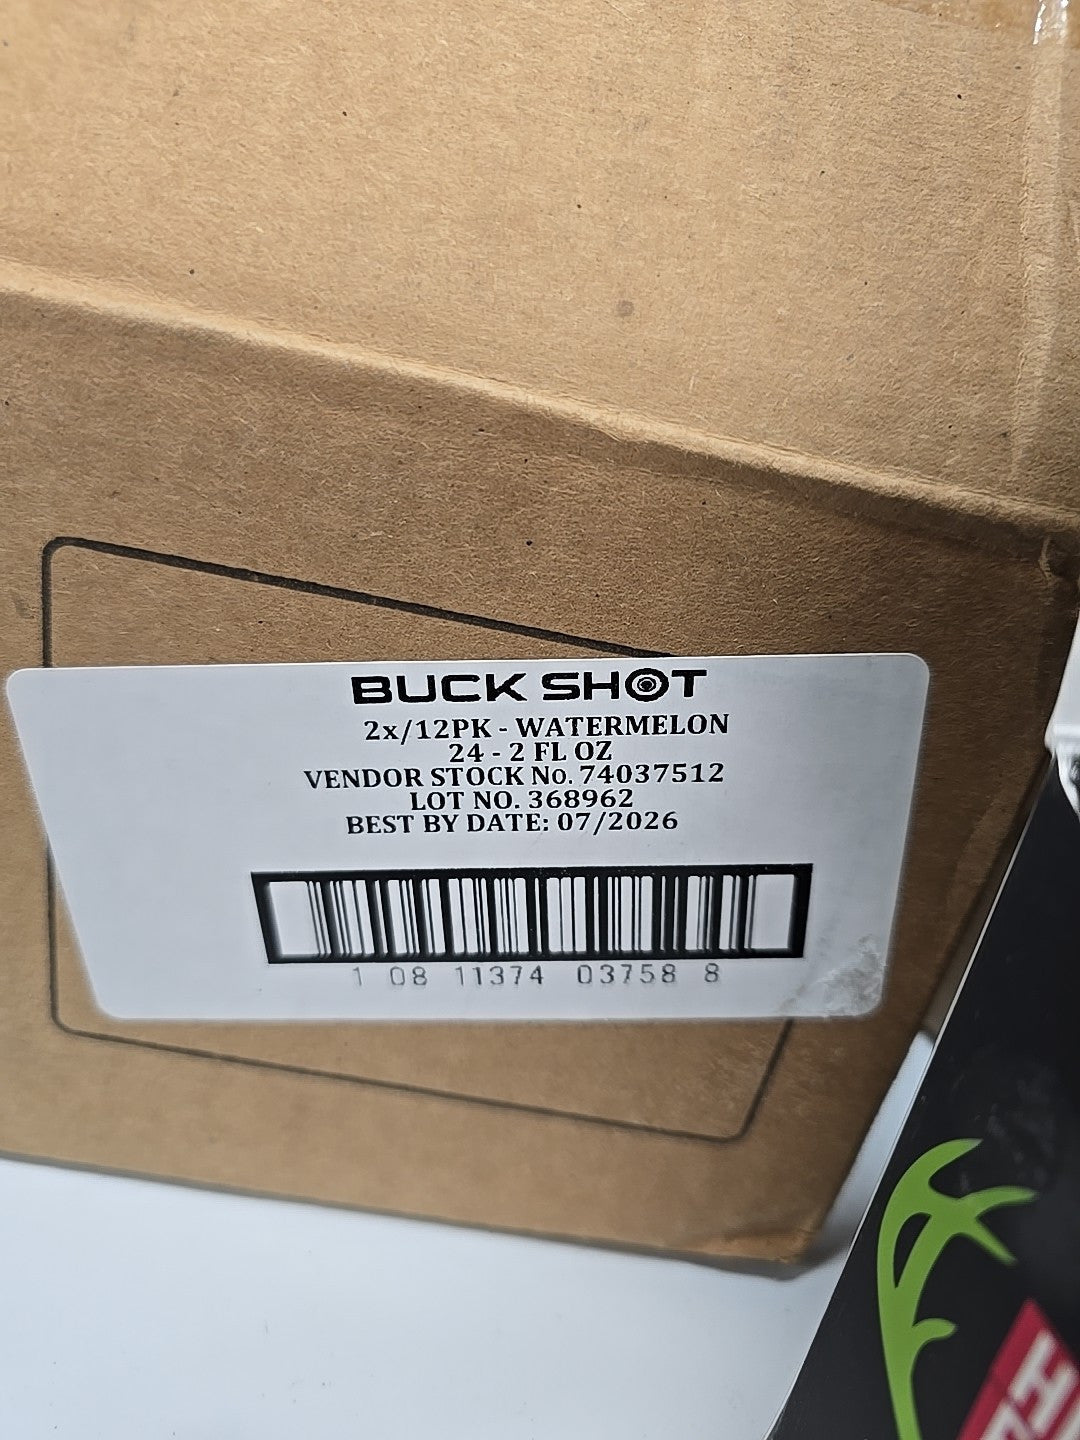 BUCK SHOT
2x/12PK - WATERMELON
24 - 2 FL OZ
VENDOR STOCK No. 74037512
LOT NO. 368962
BEST BY DATE: 07/2026
1 08 11374 03758 8